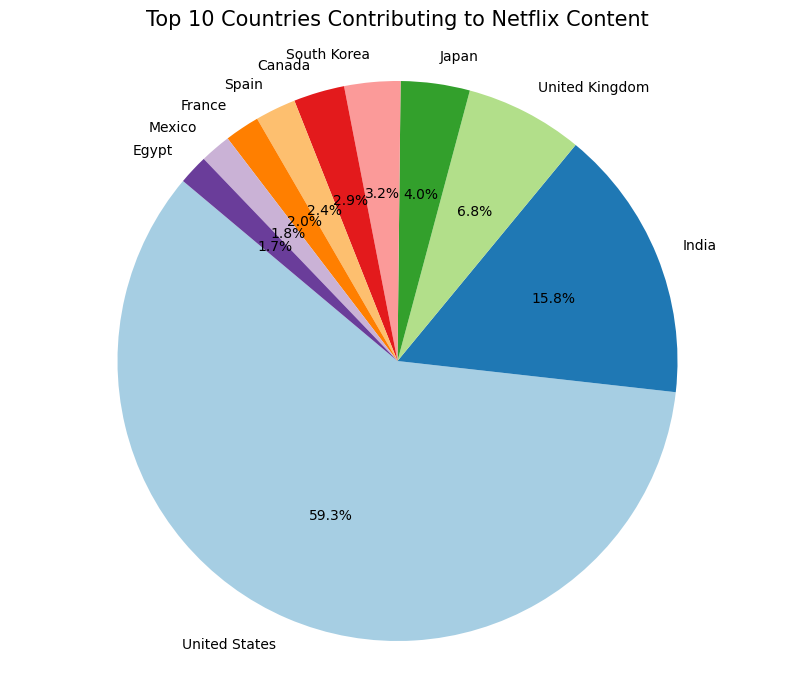 Top 10 Countries Contributing to Netflix Content
South Korea
Japan
Canada
Spain
United Kingdom
France
Mexico
Egypt
3.2%
4.0%
2.9%
2.4%
6.8%
2.0%
1.8%
1.7%
India
15.8%
59.3%
United States